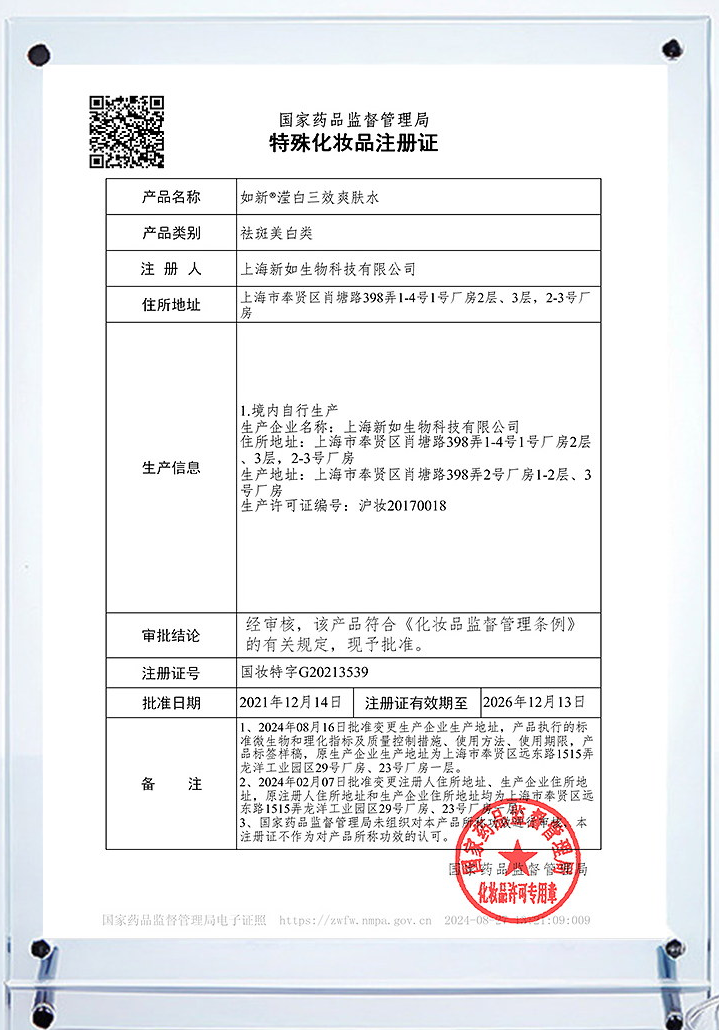 国家药品监督管理局
特殊化妆品注册证
产品名称 如新®滢白三效爽肤水
产品类别 祛斑美白类
注 册 人 上海新如生物科技有限公司
住所地址 上海市奉贤区肖塘路398弄1-4号1号厂房2层、3层，2-3号厂
房
生产信息
1.境内自行生产
生产企业名称：上海新如生物科技有限公司
住所地址：上海市奉贤区肖塘路398弄1-4号1号厂房2层
、3层，2-3号厂房
生产地址：上海市奉贤区肖塘路398弄2号厂房1-2层、3
号厂房
生产许可证编号：沪妆20170018
审批结论 经审核，该产品符合《化妆品监督管理条例》
的有关规定，现予批准。
注册证号 国妆特字G20213539
批准日期 2021年12月14日 注册证有效期至 2026年12月13日
备 注
1、2024年08月16日批准变更生产企业生产地址，产品执行的标
准微生物和理化指标及质量控制措施、使用方法、使用期限，产
品标签样稿，原生产企业生产地址为上海市奉贤区远东路1515弄
龙洋工业园区29号厂房、23号厂房一层。
2、2024年02月07日批准变更注册人住所地址、生产企业住所地
址，原注册人住所地址和生产企业住所地址均为上海市奉贤区远
东路1515弄龙洋工业园区29号厂房、23号厂房一层。
3、国家药品监督管理局未组织对本产品所称功效进行审核，本
注册证不作为对产品所称功效的认可。
国家药品监督管理局
国家药品监督管理局
化妆品许可专用章
国家药品监督管理局电子证照 https://zwfw.nmpa.gov.cn 2024-08-27 :09:009